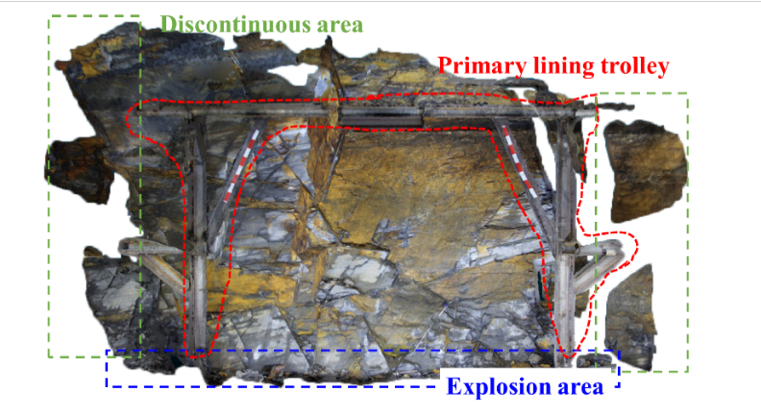 Discontinuous area
Primary lining trolley
Explosion area